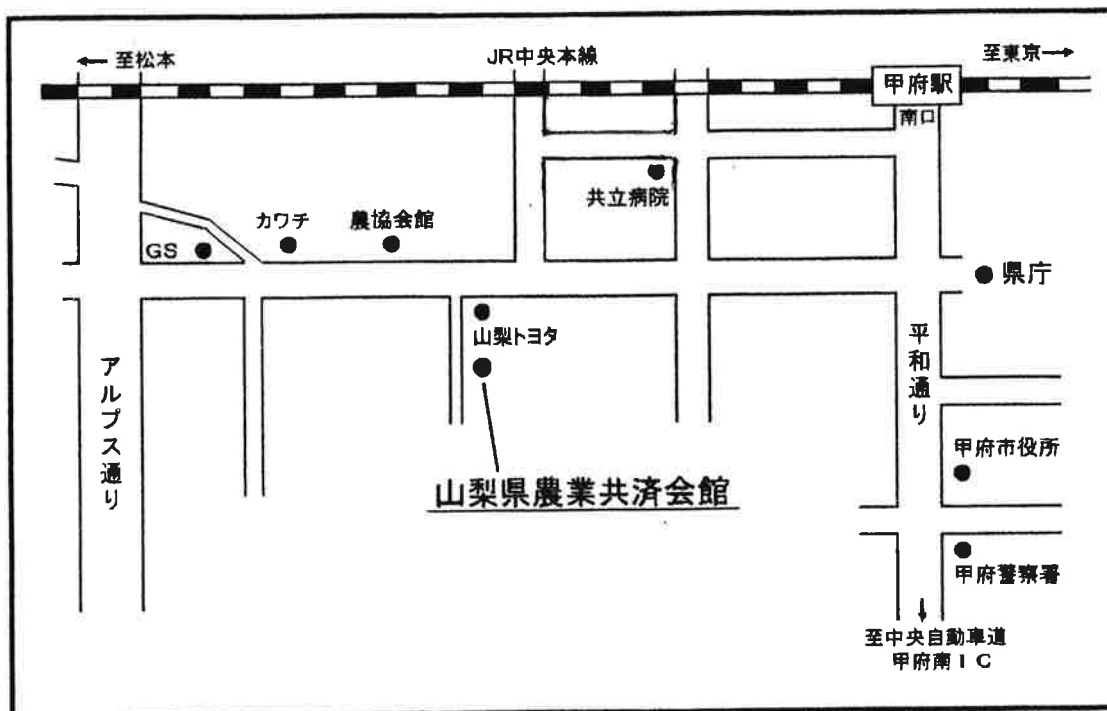 ←至松本
JR中央本線
至東京→
甲府駅
南口
共立病院
カワチ
農協会館
GS
県庁
山梨トヨタ
平和通り
アルプス通り
甲府市役所
山梨県農業共済会館
甲府警察署
至中央自動車道
甲府南IC